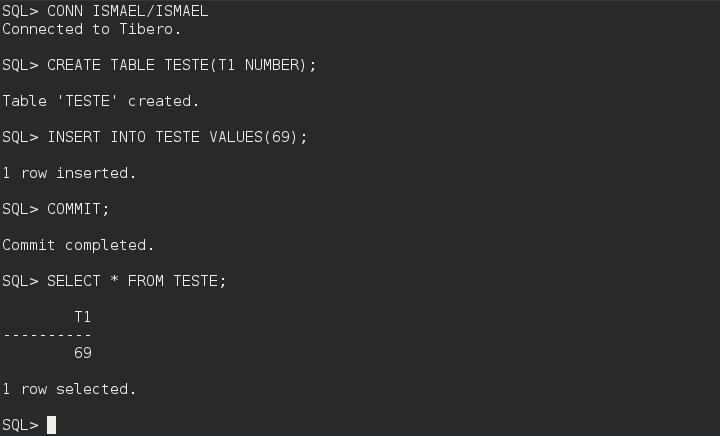 SQL> CONN ISMAEL/ISMAEL
Connected to Tibero.
SQL> CREATE TABLE TESTE(T1 NUMBER);
Table 'TESTE' created.
SQL> INSERT INTO TESTE VALUES(69);
1 row inserted.
SQL> COMMIT;
Commit completed.
SQL> SELECT * FROM TESTE;
T1
----------
69
1 row selected.
SQL>